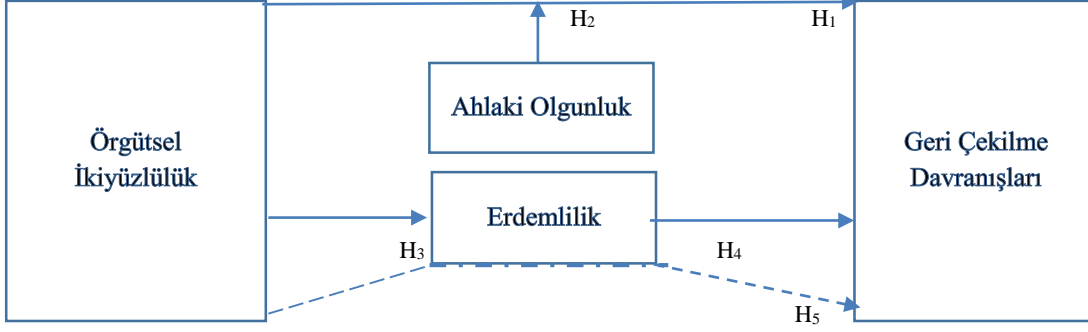 H₂
H₁
Ahlaki Olgunluk
Örgütsel
İkiyüzlülük
Geri Çekilme
Davranışları
Erdemlilik
H₃
H₄
H₅